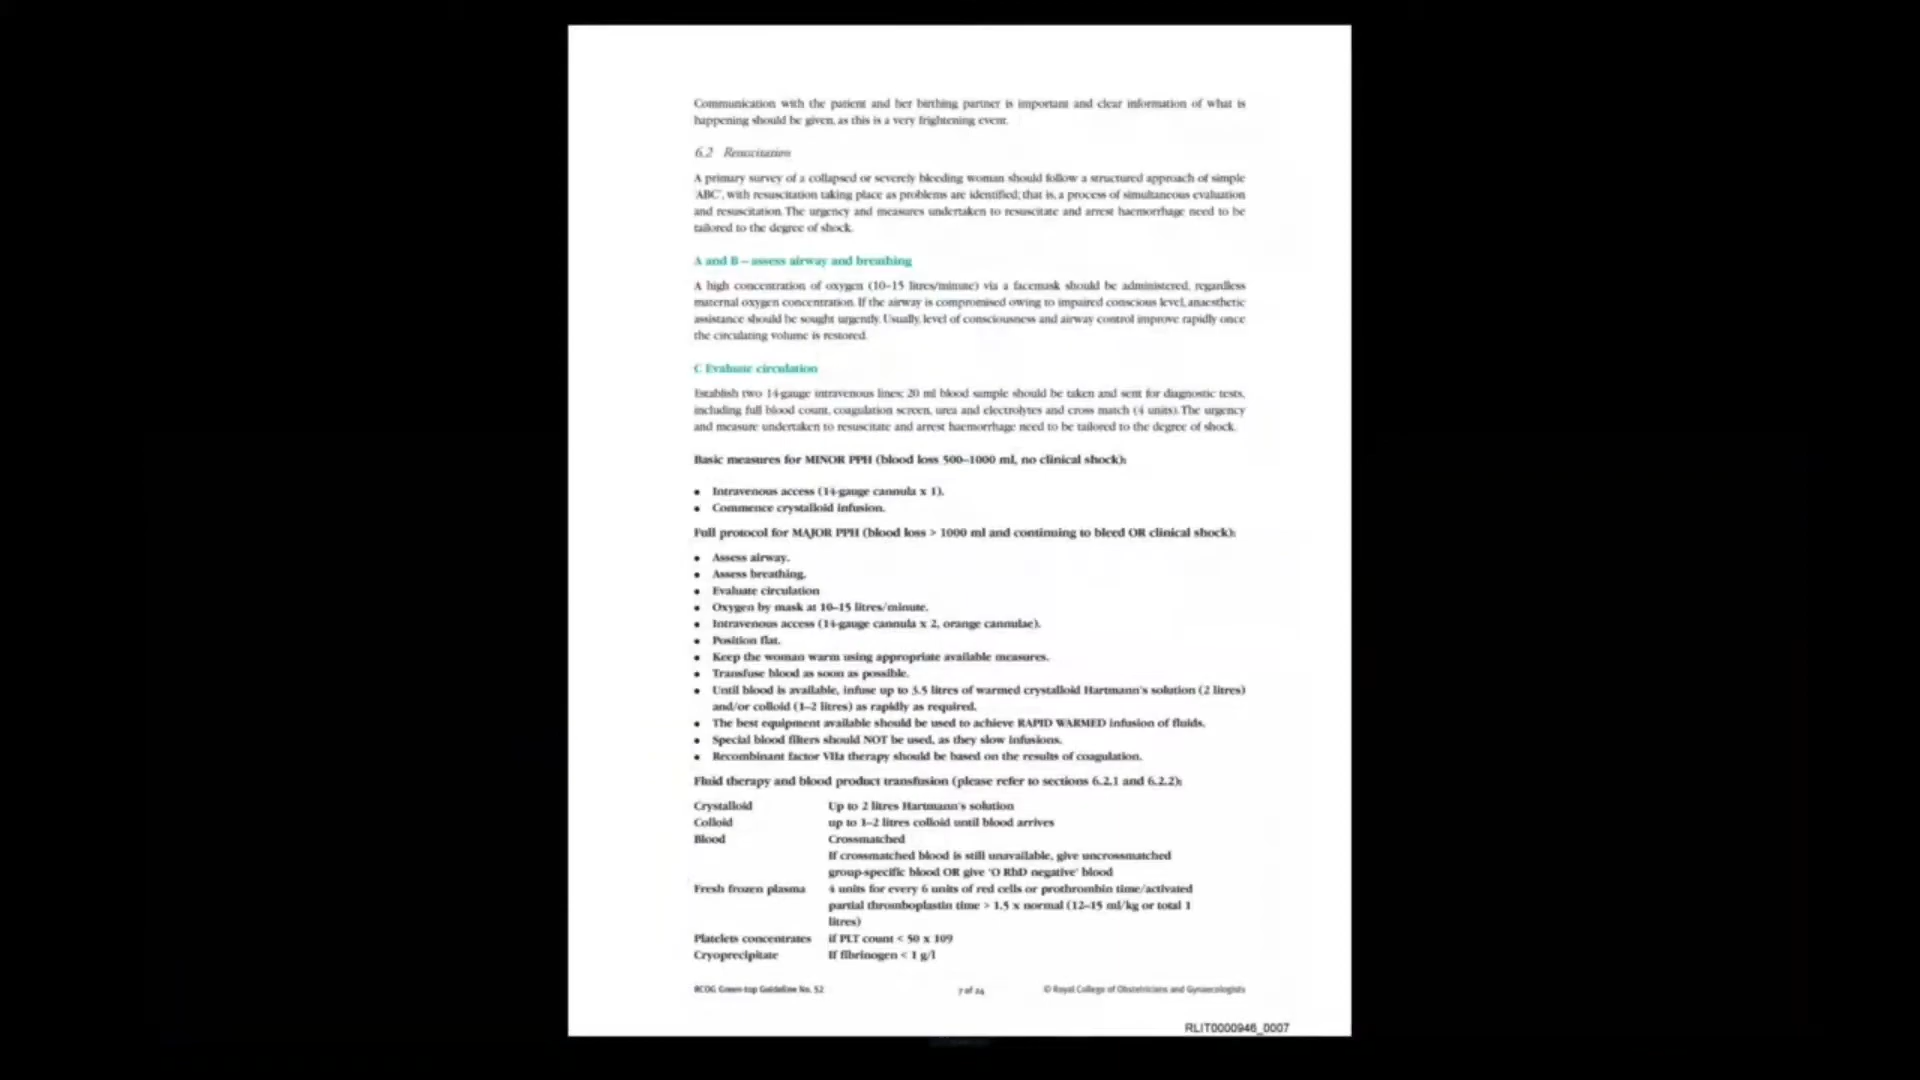 Communication with the patient and her birthing partner is important and clear information of what is
happening should be given, as this is a very frightening event.
6.2 Resuscitation
A primary survey of a collapsed or severely bleeding woman should follow a structured approach of simple
'ABC', with resuscitation taking place as problems are identified; that is, a process of simultaneous evaluation
and resuscitation. The urgency and measures undertaken to resuscitate and arrest haemorrhage need to be
tailored to the degree of shock.
A and B – assess airway and breathing
A high concentration of oxygen (10–15 litres/minute) via a facemask should be administered, regardless
maternal oxygen concentration. If the airway is compromised owing to impaired conscious level, anaesthetic
assistance should be sought urgently. Usually, level of consciousness and airway control improve rapidly once
the circulating volume is restored.
C Evaluate circulation
Establish two 14-gauge intravenous lines; 20 ml blood sample should be taken and sent for diagnostic tests,
including full blood count, coagulation screen, urea and electrolytes and cross match (4 units). The urgency
and measure undertaken to resuscitate and arrest haemorrhage need to be tailored to the degree of shock.
Basic measures for MINOR PPH (blood loss 500–1000 ml, no clinical shock):
• Intravenous access (14-gauge cannula x 1).
• Commence crystalloid infusion.
Full protocol for MAJOR PPH (blood loss > 1000 ml and continuing to bleed OR clinical shock):
• Assess airway.
• Assess breathing.
• Evaluate circulation
• Oxygen by mask at 10–15 litres/minute.
• Intravenous access (14-gauge cannula x 2, orange cannulae).
• Position flat.
• Keep the woman warm using appropriate available measures.
• Transfuse blood as soon as possible.
• Until blood is available, infuse up to 3.5 litres of warmed crystalloid Hartmann's solution (2 litres)
and/or colloid (1–2 litres) as rapidly as required.
• The best equipment available should be used to achieve RAPID WARMED infusion of fluids.
• Special blood filters should NOT be used, as they slow infusions.
• Recombinant factor VIIa therapy should be based on the results of coagulation.
Fluid therapy and blood product transfusion (please refer to sections 6.2.1 and 6.2.2):
Crystalloid Up to 2 litres Hartmann's solution
Colloid up to 1–2 litres colloid until blood arrives
Blood Crossmatched
If crossmatched blood is still unavailable, give uncrossmatched
group-specific blood OR give 'O RhD negative' blood
Fresh frozen plasma 4 units for every 6 units of red cells or prothrombin time/activated
partial thromboplastin time > 1.5 x normal (12–15 ml/kg or total 1
litres)
Platelets concentrates if PLT count < 50 x 109
Cryoprecipitate If fibrinogen < 1 g/l
RCOG Green-top Guideline No. 52 7 of 24 © Royal College of Obstetricians and Gynaecologists
RLIT0000946_0007